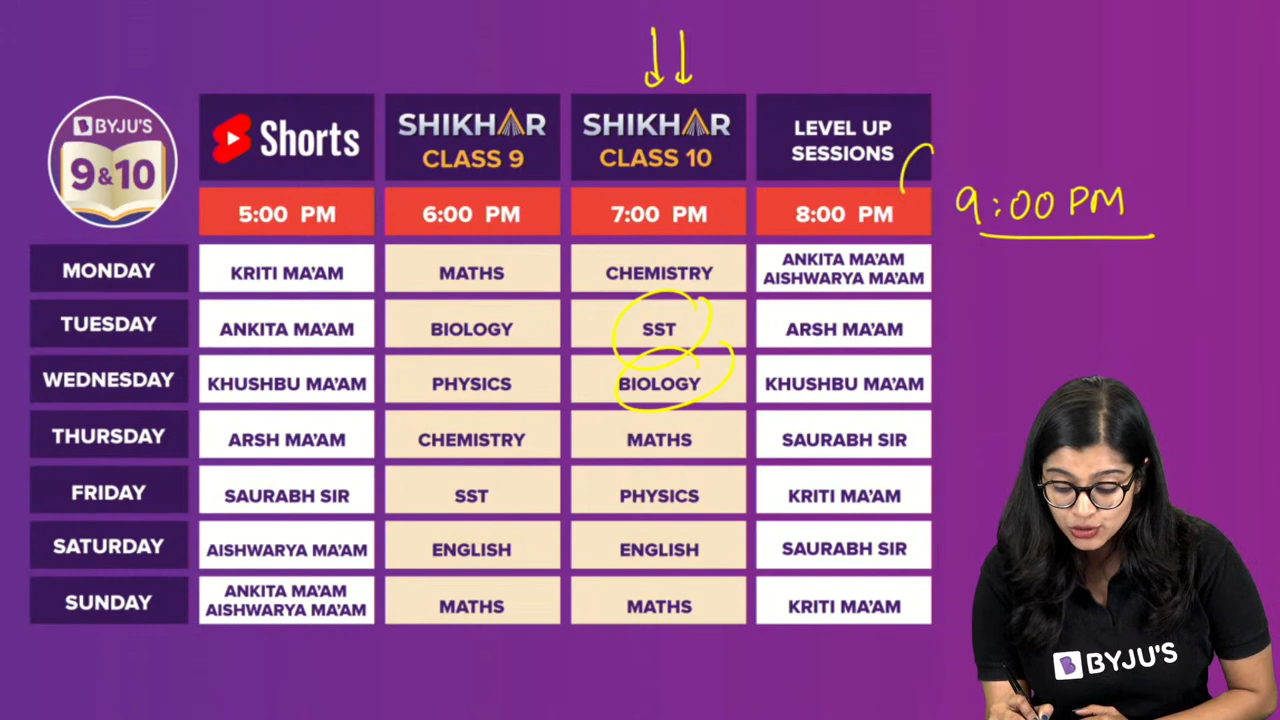 BYJU'S
9&10
Shorts
SHIKHAR
CLASS 9
SHIKHAR
CLASS 10
LEVEL UP
SESSIONS
5:00 PM
6:00 PM
7:00 PM
8:00 PM
9:00 PM
MONDAY
KRITI MA'AM
MATHS
CHEMISTRY
ANKITA MA'AM
AISHWARYA MA'AM
TUESDAY
ANKITA MA'AM
BIOLOGY
SST
ARSH MA'AM
WEDNESDAY
KHUSHBU MA'AM
PHYSICS
BIOLOGY
KHUSHBU MA'AM
THURSDAY
ARSH MA'AM
CHEMISTRY
MATHS
SAURABH SIR
FRIDAY
SAURABH SIR
SST
PHYSICS
KRITI MA'AM
SATURDAY
AISHWARYA MA'AM
ENGLISH
ENGLISH
SAURABH SIR
SUNDAY
ANKITA MA'AM
AISHWARYA MA'AM
MATHS
MATHS
KRITI MA'AM
BYJU'S